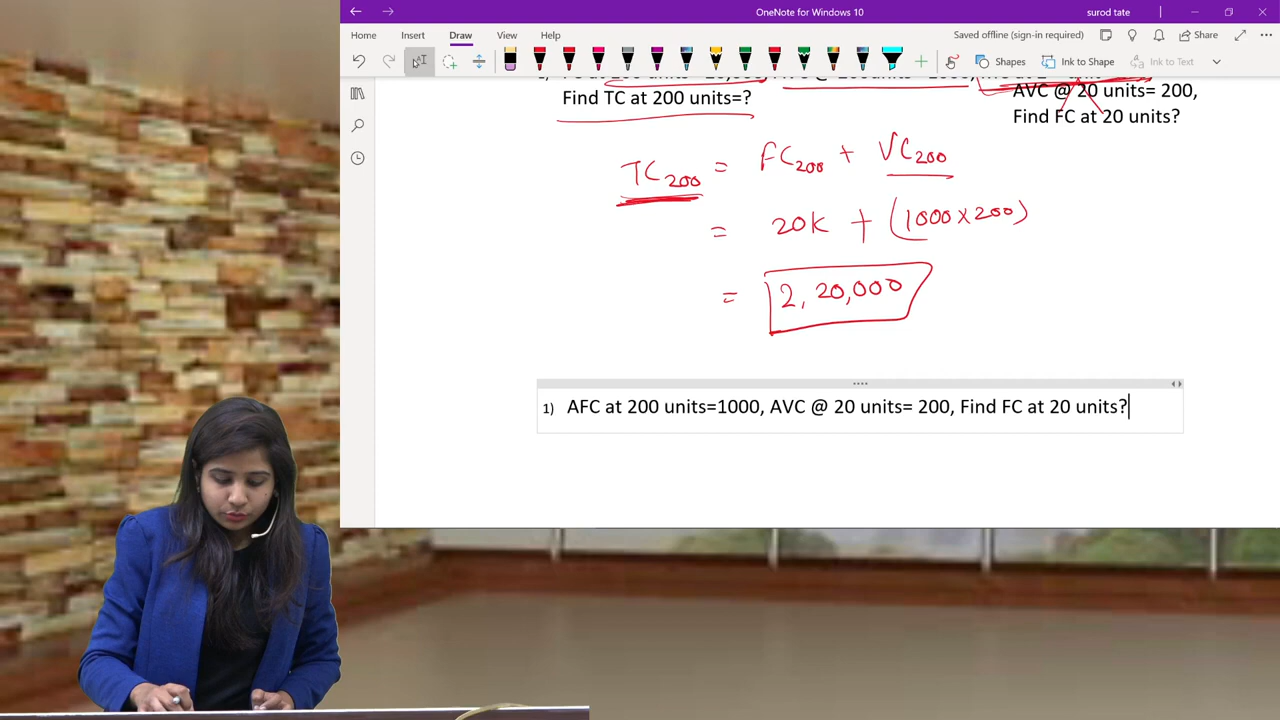 OneNote for Windows 10
surod tate
Home Insert Draw View Help
Saved offline (sign-in required)
Share
Shapes Ink to Shape Ink to Text
Find TC at 200 units=?
AVC @ 20 units= 200,
Find FC at 20 units?
TC200 = FC200 + VC200
= 20K + (1000×200)
= 2,20,000
1) AFC at 200 units=1000, AVC @ 20 units= 200, Find FC at 20 units?